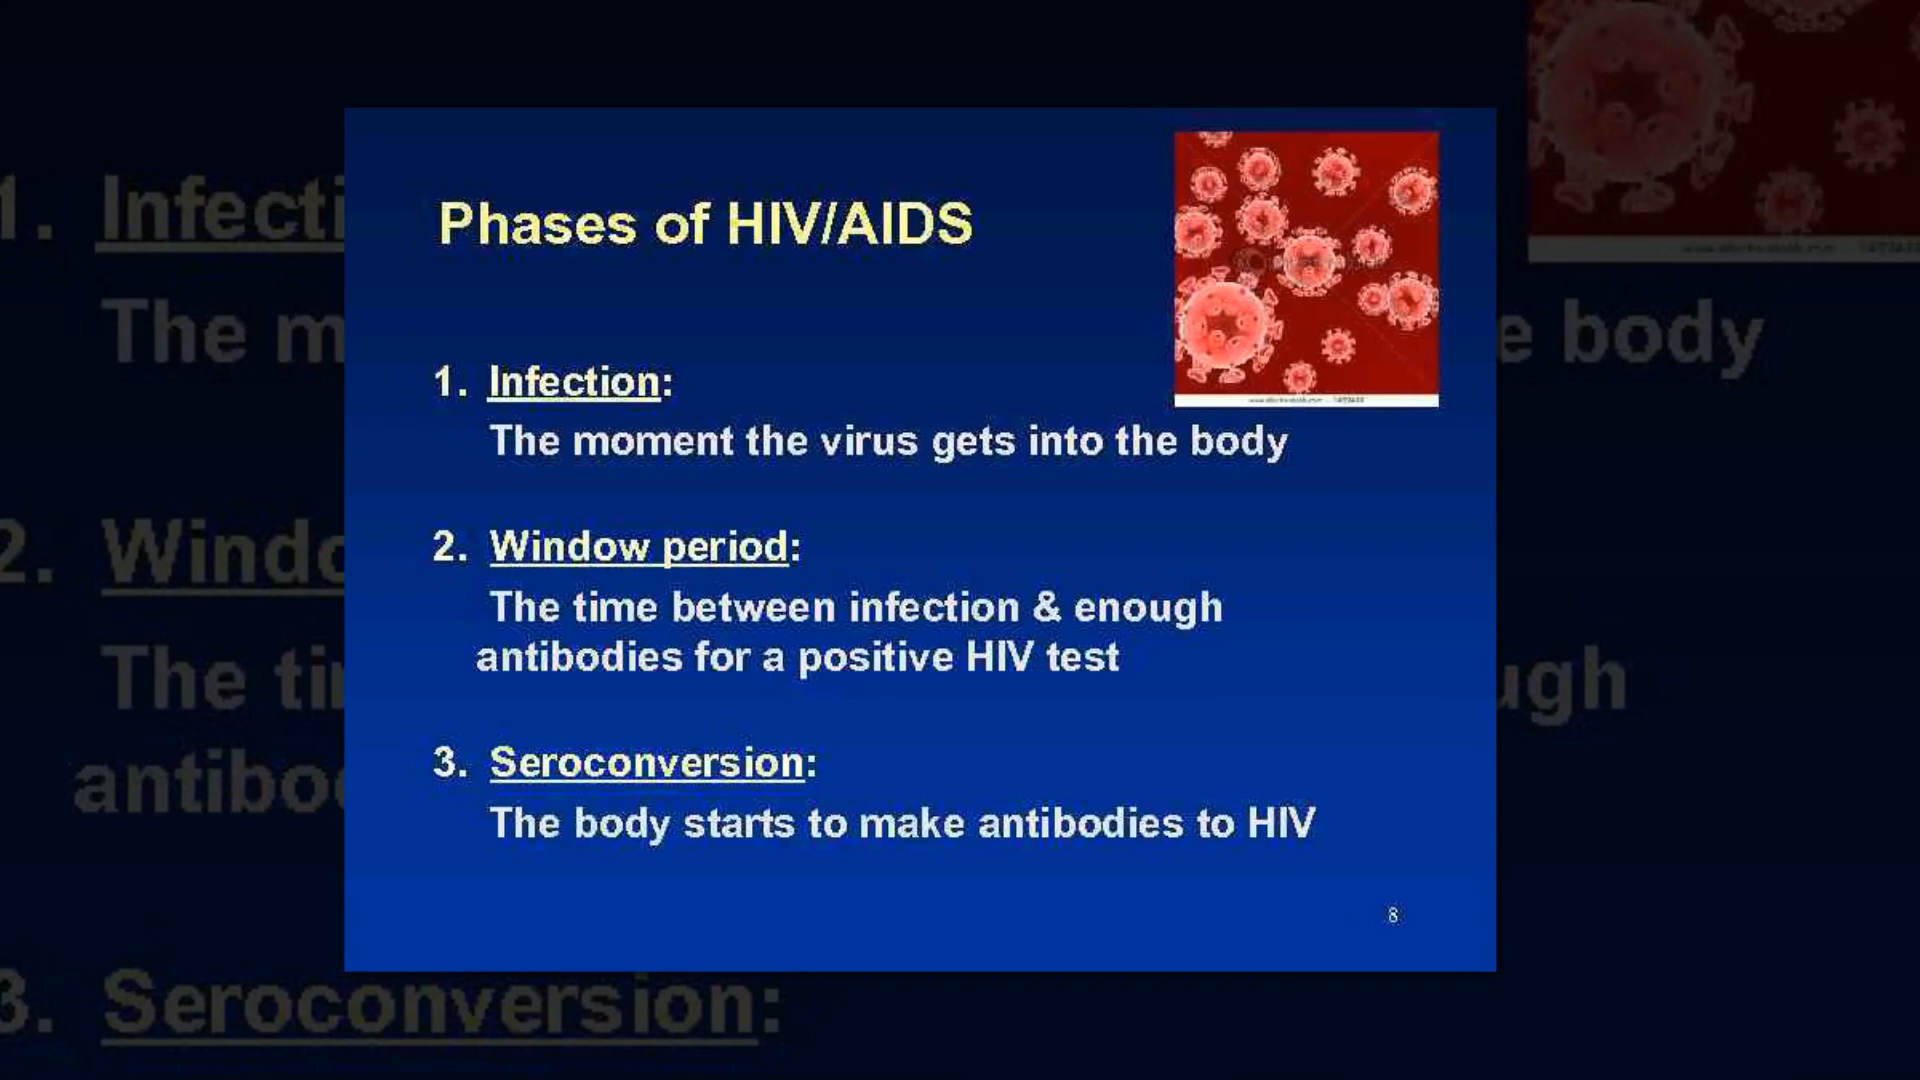 Phases of HIV/AIDS
1. Infection:
The moment the virus gets into the body
2. Window period:
The time between infection & enough
antibodies for a positive HIV test
3. Seroconversion:
The body starts to make antibodies to HIV
8
1. Infecti
The m
e body
2. Windo
The ti
ugh
antibo
3. Seroconversion: